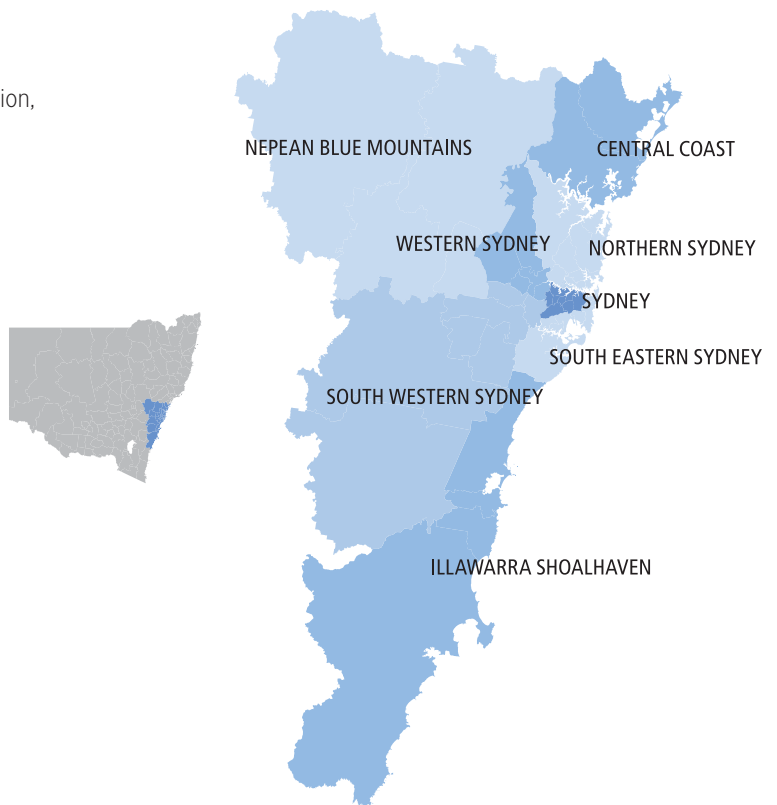 ion,
NEPEAN BLUE MOUNTAINS
CENTRAL COAST
WESTERN SYDNEY
NORTHERN SYDNEY
SYDNEY
SOUTH EASTERN SYDNEY
SOUTH WESTERN SYDNEY
ILLAWARRA SHOALHAVEN